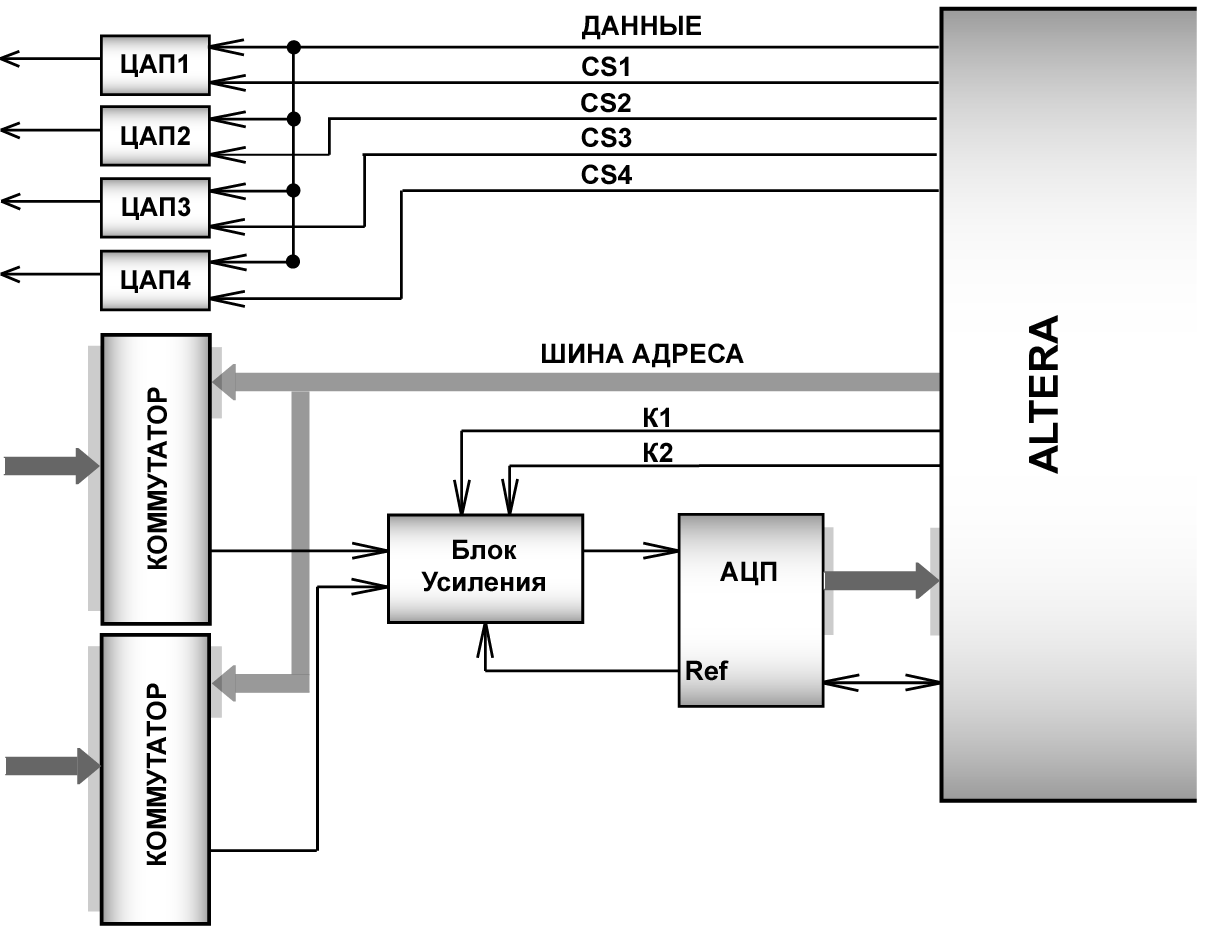 ДАННЫЕ
ЦАП1
CS1
CS2
ЦАП2
CS3
CS4
ЦАП3
ЦАП4
ШИНА АДРЕСА
ALTERA
К1
К2
КОММУТАТОР
Блок
Усиления
АЦП
Ref
КОММУТАТОР